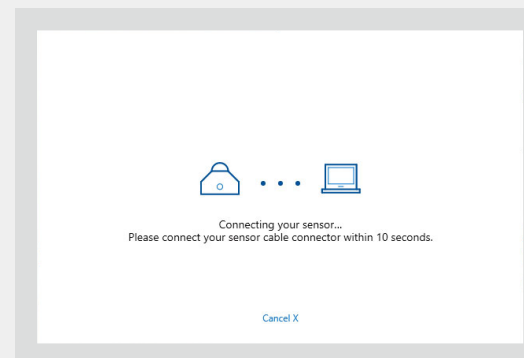 Connecting your sensor...
Please connect your sensor cable connector within 10 seconds.
Cancel X